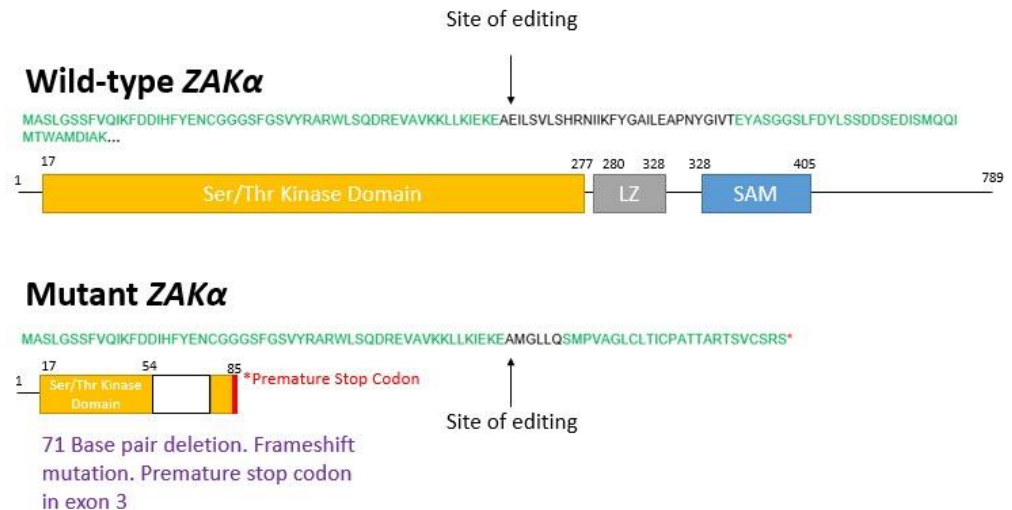 Site of editing
Wild-type ZAKα
MASLGSSFVQIKFDDIHFYENCGGGSFGSVYRARWLSQDREVAVKKLLKIEKEAEILSVLSHRNIIKFYGAILEAPNYGIVTEYASGGSLFDYLSSDDSEDISMQQI
MTWAMDIAK...
17 277 280 328 328 405
1 789
Ser/Thr Kinase Domain LZ SAM
Mutant ZAKα
MASLGSSFVQIKFDDIHFYENCGGGSFGSVYRARWLSQDREVAVKKLLKIEKEAMGLLQSMPVAGLCLTICPATTARTSVCSRS*
17 54 85
1 Ser/Thr Kinase *Premature Stop Codon
Domain
Site of editing
71 Base pair deletion. Frameshift
mutation. Premature stop codon
in exon 3